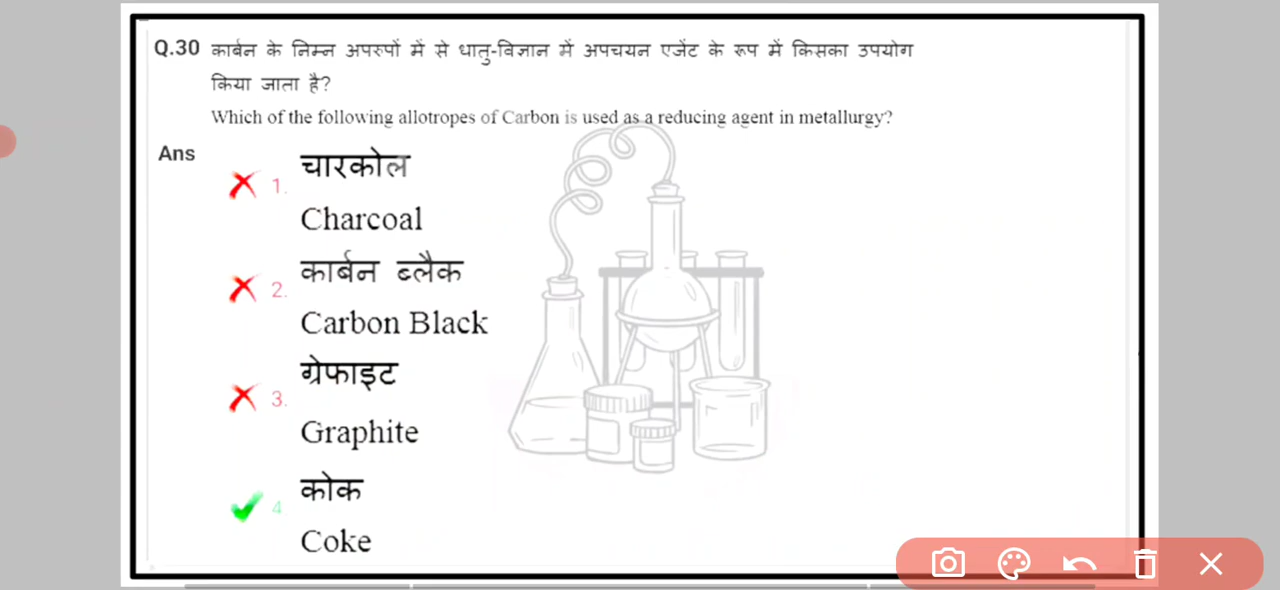 Q.30 कार्बन के निम्न अपरुपों में से धातु-विज्ञान में अपचयन एजेंट के रूप में किसका उपयोग
किया जाता है?
Which of the following allotropes of Carbon is used as a reducing agent in metallurgy?
Ans
1. चारकोल
Charcoal
2. कार्बन ब्लैक
Carbon Black
3. ग्रेफाइट
Graphite
4. कोक
Coke